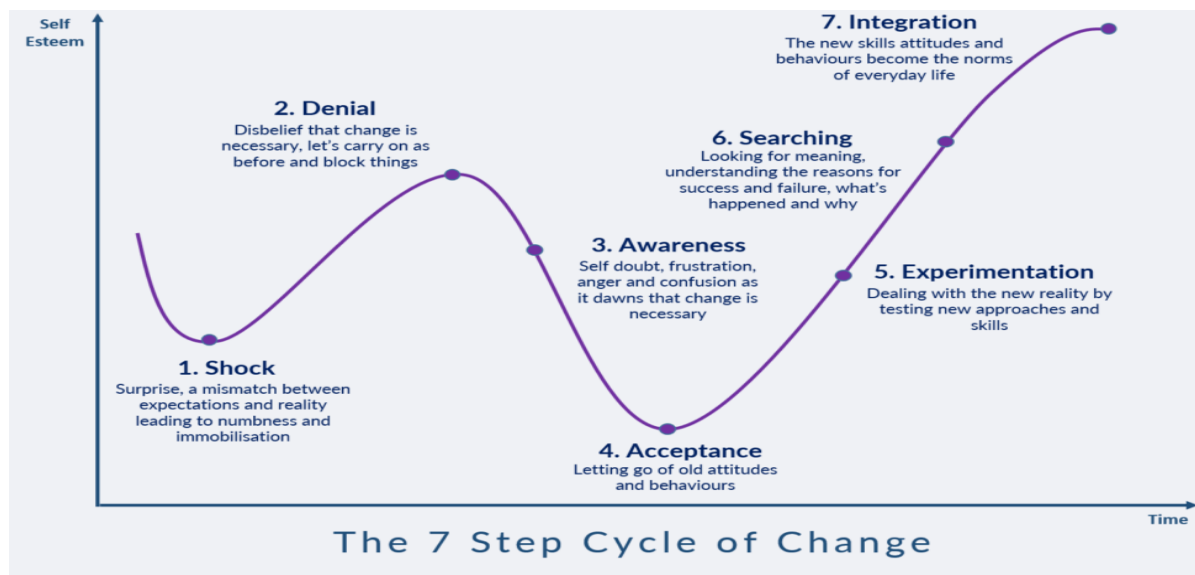 Self
Esteem
7. Integration
The new skills attitudes and
behaviours become the norms
of everyday life
2. Denial
Disbelief that change is
necessary, let's carry on as
before and block things
6. Searching
Looking for meaning,
understanding the reasons for
success and failure, what's
happened and why
3. Awareness
Self doubt, frustration,
anger and confusion as
it dawns that change is
necessary
5. Experimentation
Dealing with the new reality by
testing new approaches and
skills
1. Shock
Surprise, a mismatch between
expectations and reality
leading to numbness and
immobilisation
4. Acceptance
Letting go of old attitudes
and behaviours
Time
The 7 Step Cycle of Change